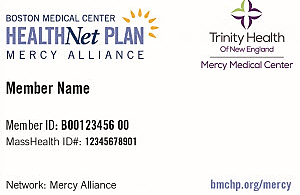 BOSTON MEDICAL CENTER
HEALTHNet PLAN
MERCY ALLIANCE
Trinity Health
Of New England
Mercy Medical Center
Member Name
Member ID: B00123456 00
MassHealth ID#: 12345678901
Network: Mercy Alliance
bmchp.org/mercy